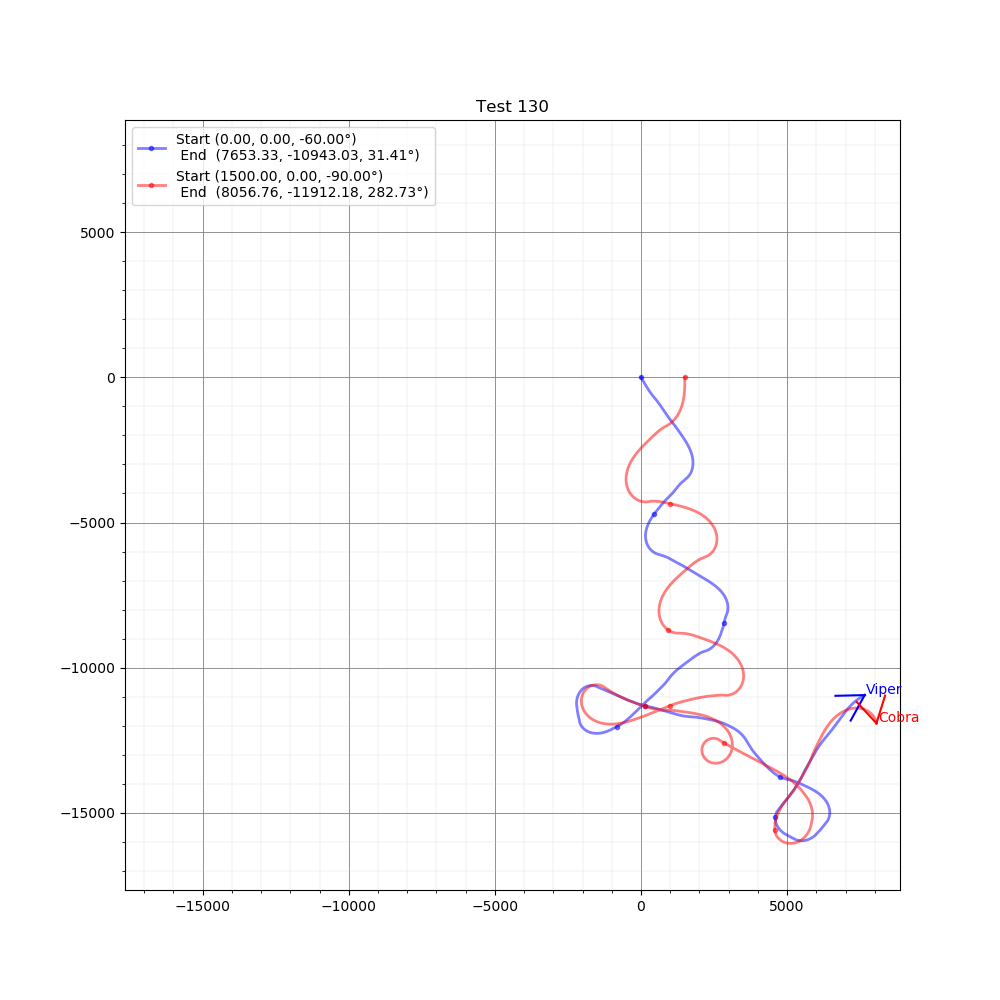 Test 130
Start (0.00, 0.00, -60.00°)
End  (7653.33, -10943.03, 31.41°)
Start (1500.00, 0.00, -90.00°)
End  (8056.76, -11912.18, 282.73°)
5000
0
−5000
−10000
−15000
Viper
Cobra
−15000
−10000
−5000
0
5000